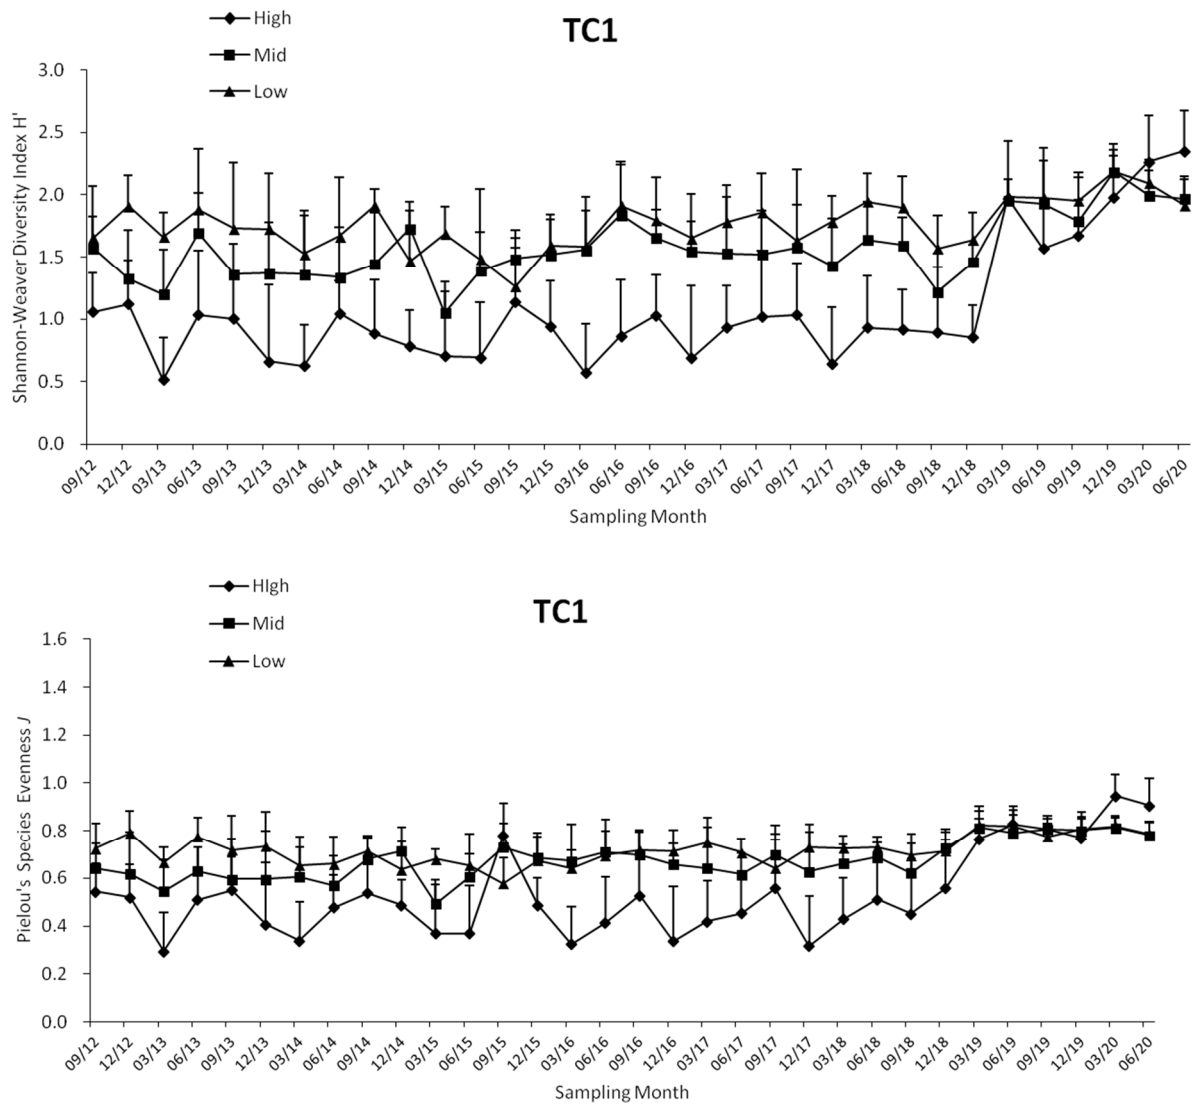 High
TC1
Mid
Low
3.0
2.5
2.0
1.5
1.0
0.5
0.0
Shannon-Weaver Diversity Index H'
09/12 12/12 03/13 06/13 09/13 12/13 03/14 06/14 09/14 12/14 03/15 06/15 09/15 12/15 03/16 06/16 09/16 12/16 03/17 06/17 09/17 12/17 03/18 06/18 09/18 12/18 03/19 06/19 09/19 12/19 03/20 06/20
Sampling Month
HIgh
TC1
Mid
Low
1.6
1.4
1.2
1.0
0.8
0.6
0.4
0.2
0.0
Pielou's Species Evenness J
09/12 12/12 03/13 06/13 09/13 12/13 03/14 06/14 09/14 12/14 03/15 06/15 09/15 12/15 03/16 06/16 09/16 12/16 03/17 06/17 09/17 12/17 03/18 06/18 09/18 12/18 03/19 06/19 09/19 12/19 03/20 06/20
Sampling Month